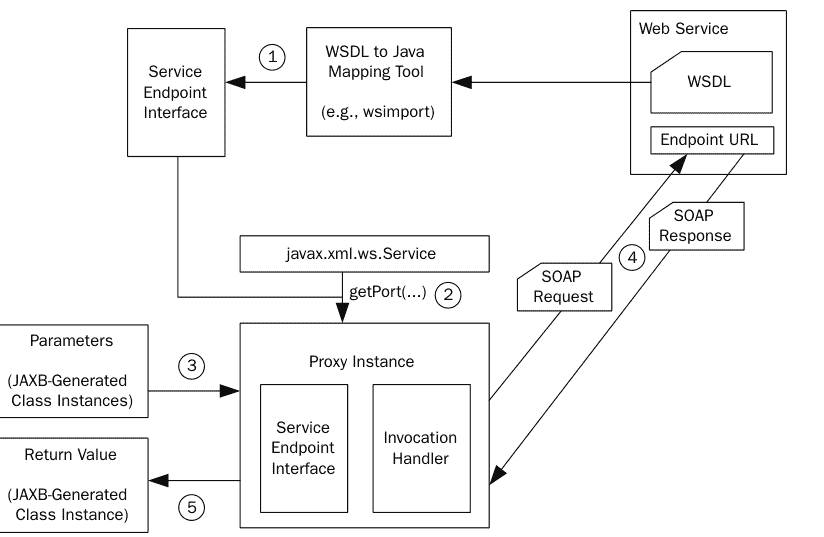 Web Service
WSDL
Endpoint URL
WSDL to Java
Mapping Tool
(e.g., wsimport)
1
Service
Endpoint
Interface
SOAP
Response
4
SOAP
Request
javax.xml.ws.Service
getPort(...)
2
Parameters
(JAXB-Generated
Class Instances)
3
Proxy Instance
Service
Endpoint
Interface
Invocation
Handler
Return Value
(JAXB-Generated
Class Instance)
5